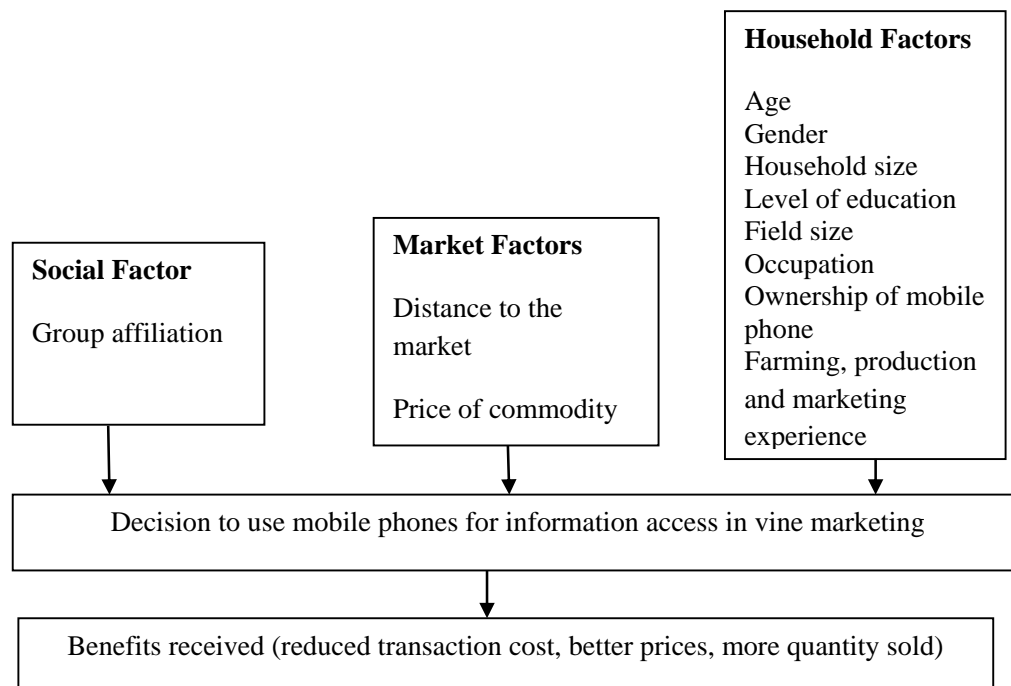 Household Factors
Age
Gender
Household size
Level of education
Field size
Occupation
Ownership of mobile
phone
Farming, production
and marketing
experience
Market Factors
Distance to the
market
Price of commodity
Social Factor
Group affiliation
Decision to use mobile phones for information access in vine marketing
Benefits received (reduced transaction cost, better prices, more quantity sold)